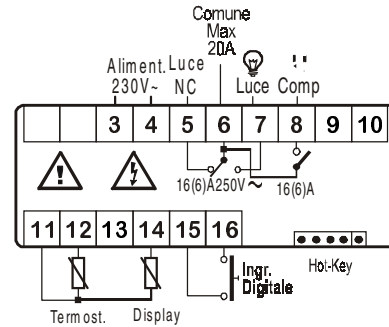 Comune
Max
20A
Aliment. Luce
230V~ NC Luce Comp
3 4 5 6 7 8 9 10
16(6)A250V ~ 16(6)A
11 12 13 14 15 16
Hot-Key
Ingr.
Digitale
Termost. Display